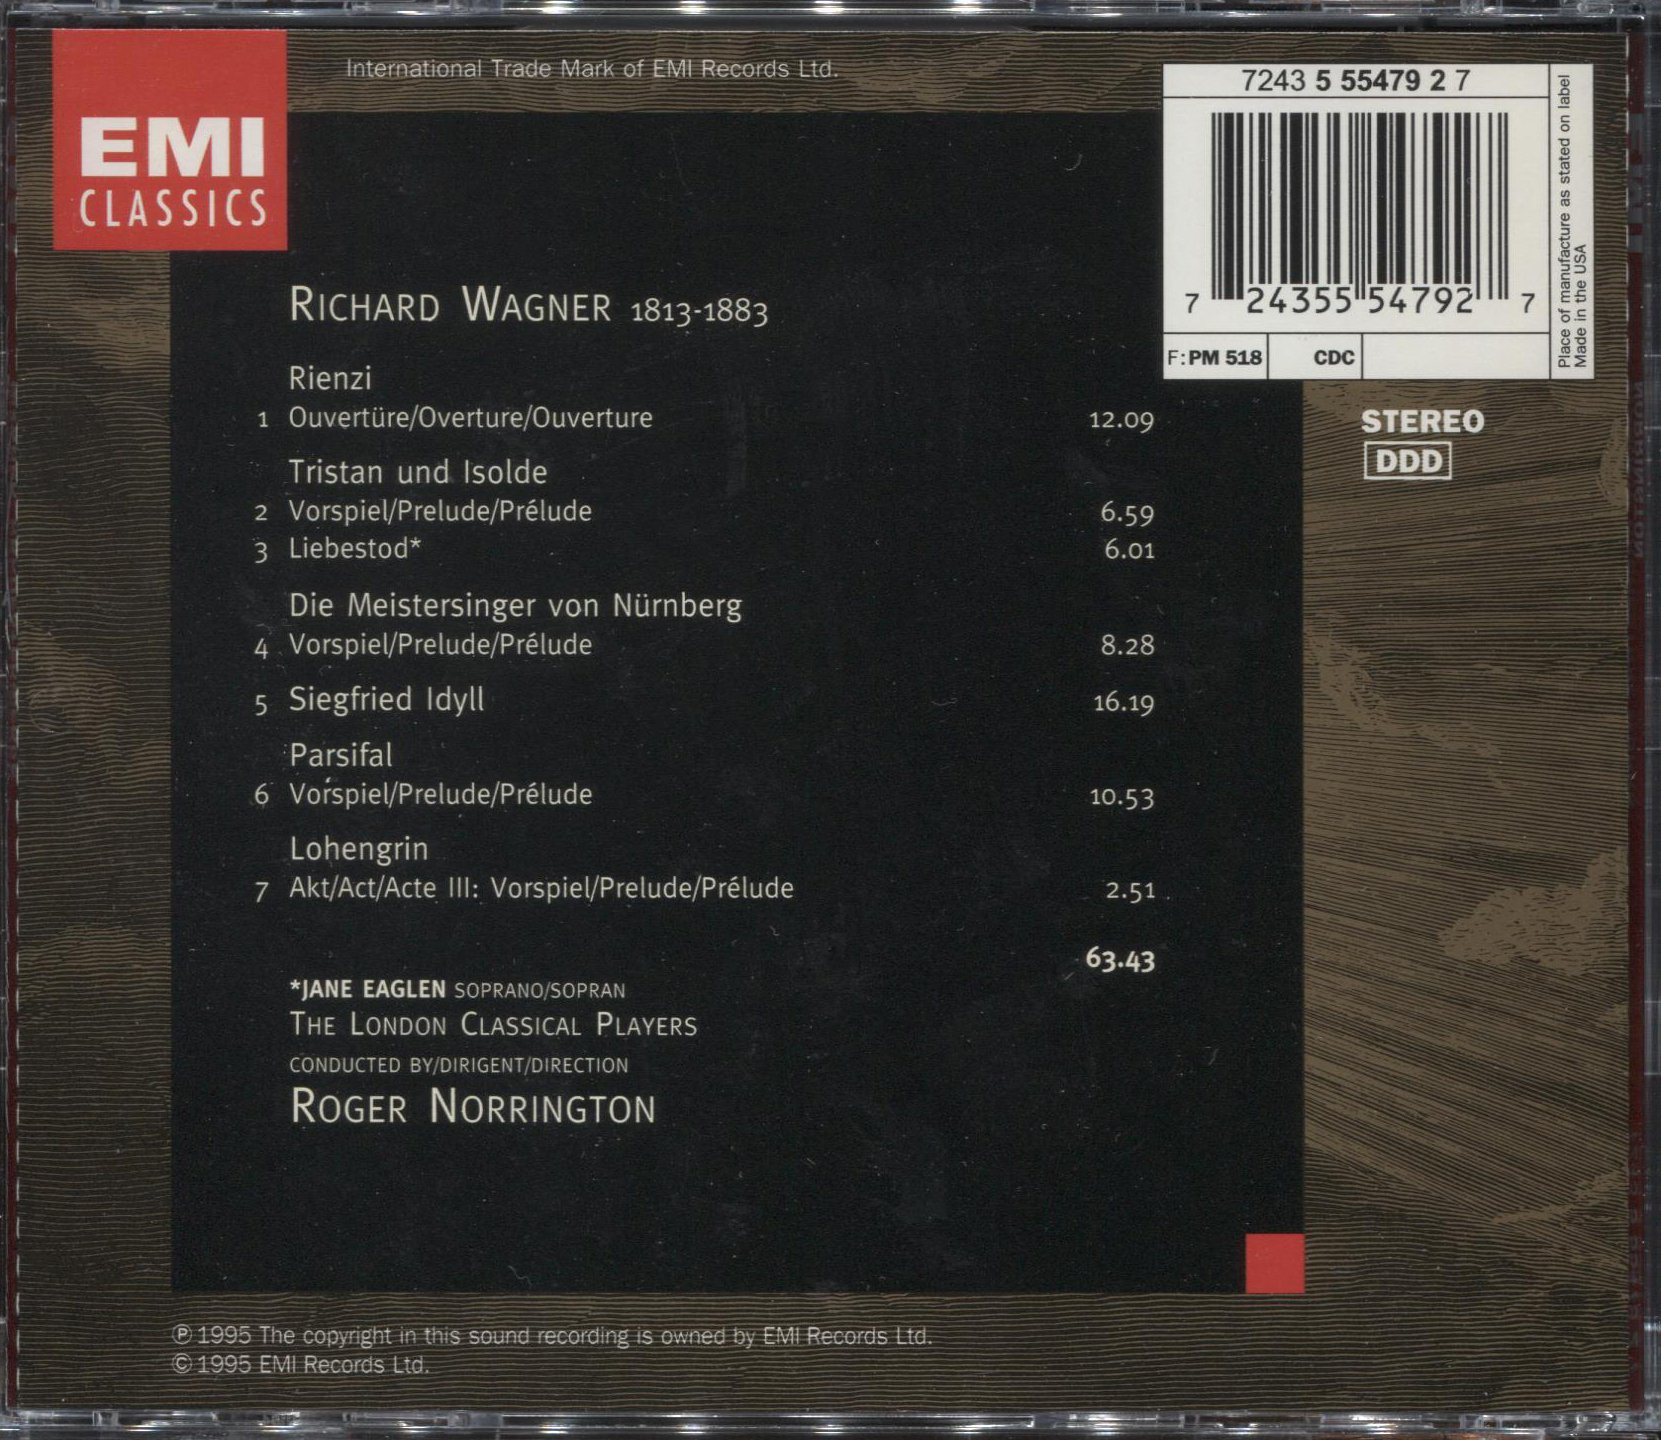 International Trade Mark of EMI Records Ltd.
EMI
CLASSICS
7243 5 55479 2 7
7 24355 54792 7
F: PM 518 CDC
Place of manufacture as stated on label
Made in the USA
STEREO
DDD
RICHARD WAGNER 1813-1883
Rienzi
1 Ouvertüre/Overture/Ouverture 12.09
Tristan und Isolde
2 Vorspiel/Prelude/Prélude 6.59
3 Liebestod* 6.01
Die Meistersinger von Nürnberg
4 Vorspiel/Prelude/Prélude 8.28
5 Siegfried Idyll 16.19
Parsifal
6 Vorspiel/Prelude/Prélude 10.53
Lohengrin
7 Akt/Act/Acte III: Vorspiel/Prelude/Prélude 2.51
63.43
*JANE EAGLEN SOPRANO/SOPRAN
THE LONDON CLASSICAL PLAYERS
CONDUCTED BY/DIRIGENT/DIRECTION
ROGER NORRINGTON
℗ 1995 The copyright in this sound recording is owned by EMI Records Ltd.
© 1995 EMI Records Ltd.